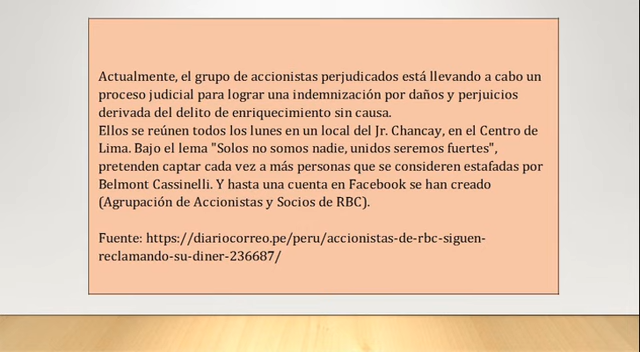 Actualmente, el grupo de accionistas perjudicados está llevando a cabo un
proceso judicial para lograr una indemnización por daños y perjuicios
derivada del delito de enriquecimiento sin causa.
Ellos se reúnen todos los lunes en un local del Jr. Chancay, en el Centro de
Lima. Bajo el lema "Solos no somos nadie, unidos seremos fuertes",
pretenden captar cada vez a más personas que se consideren estafadas por
Belmont Cassinelli. Y hasta una cuenta en Facebook se han creado
(Agrupación de Accionistas y Socios de RBC).
Fuente: https://diariocorreo.pe/peru/accionistas-de-rbc-siguen-
reclamando-su-diner-236687/